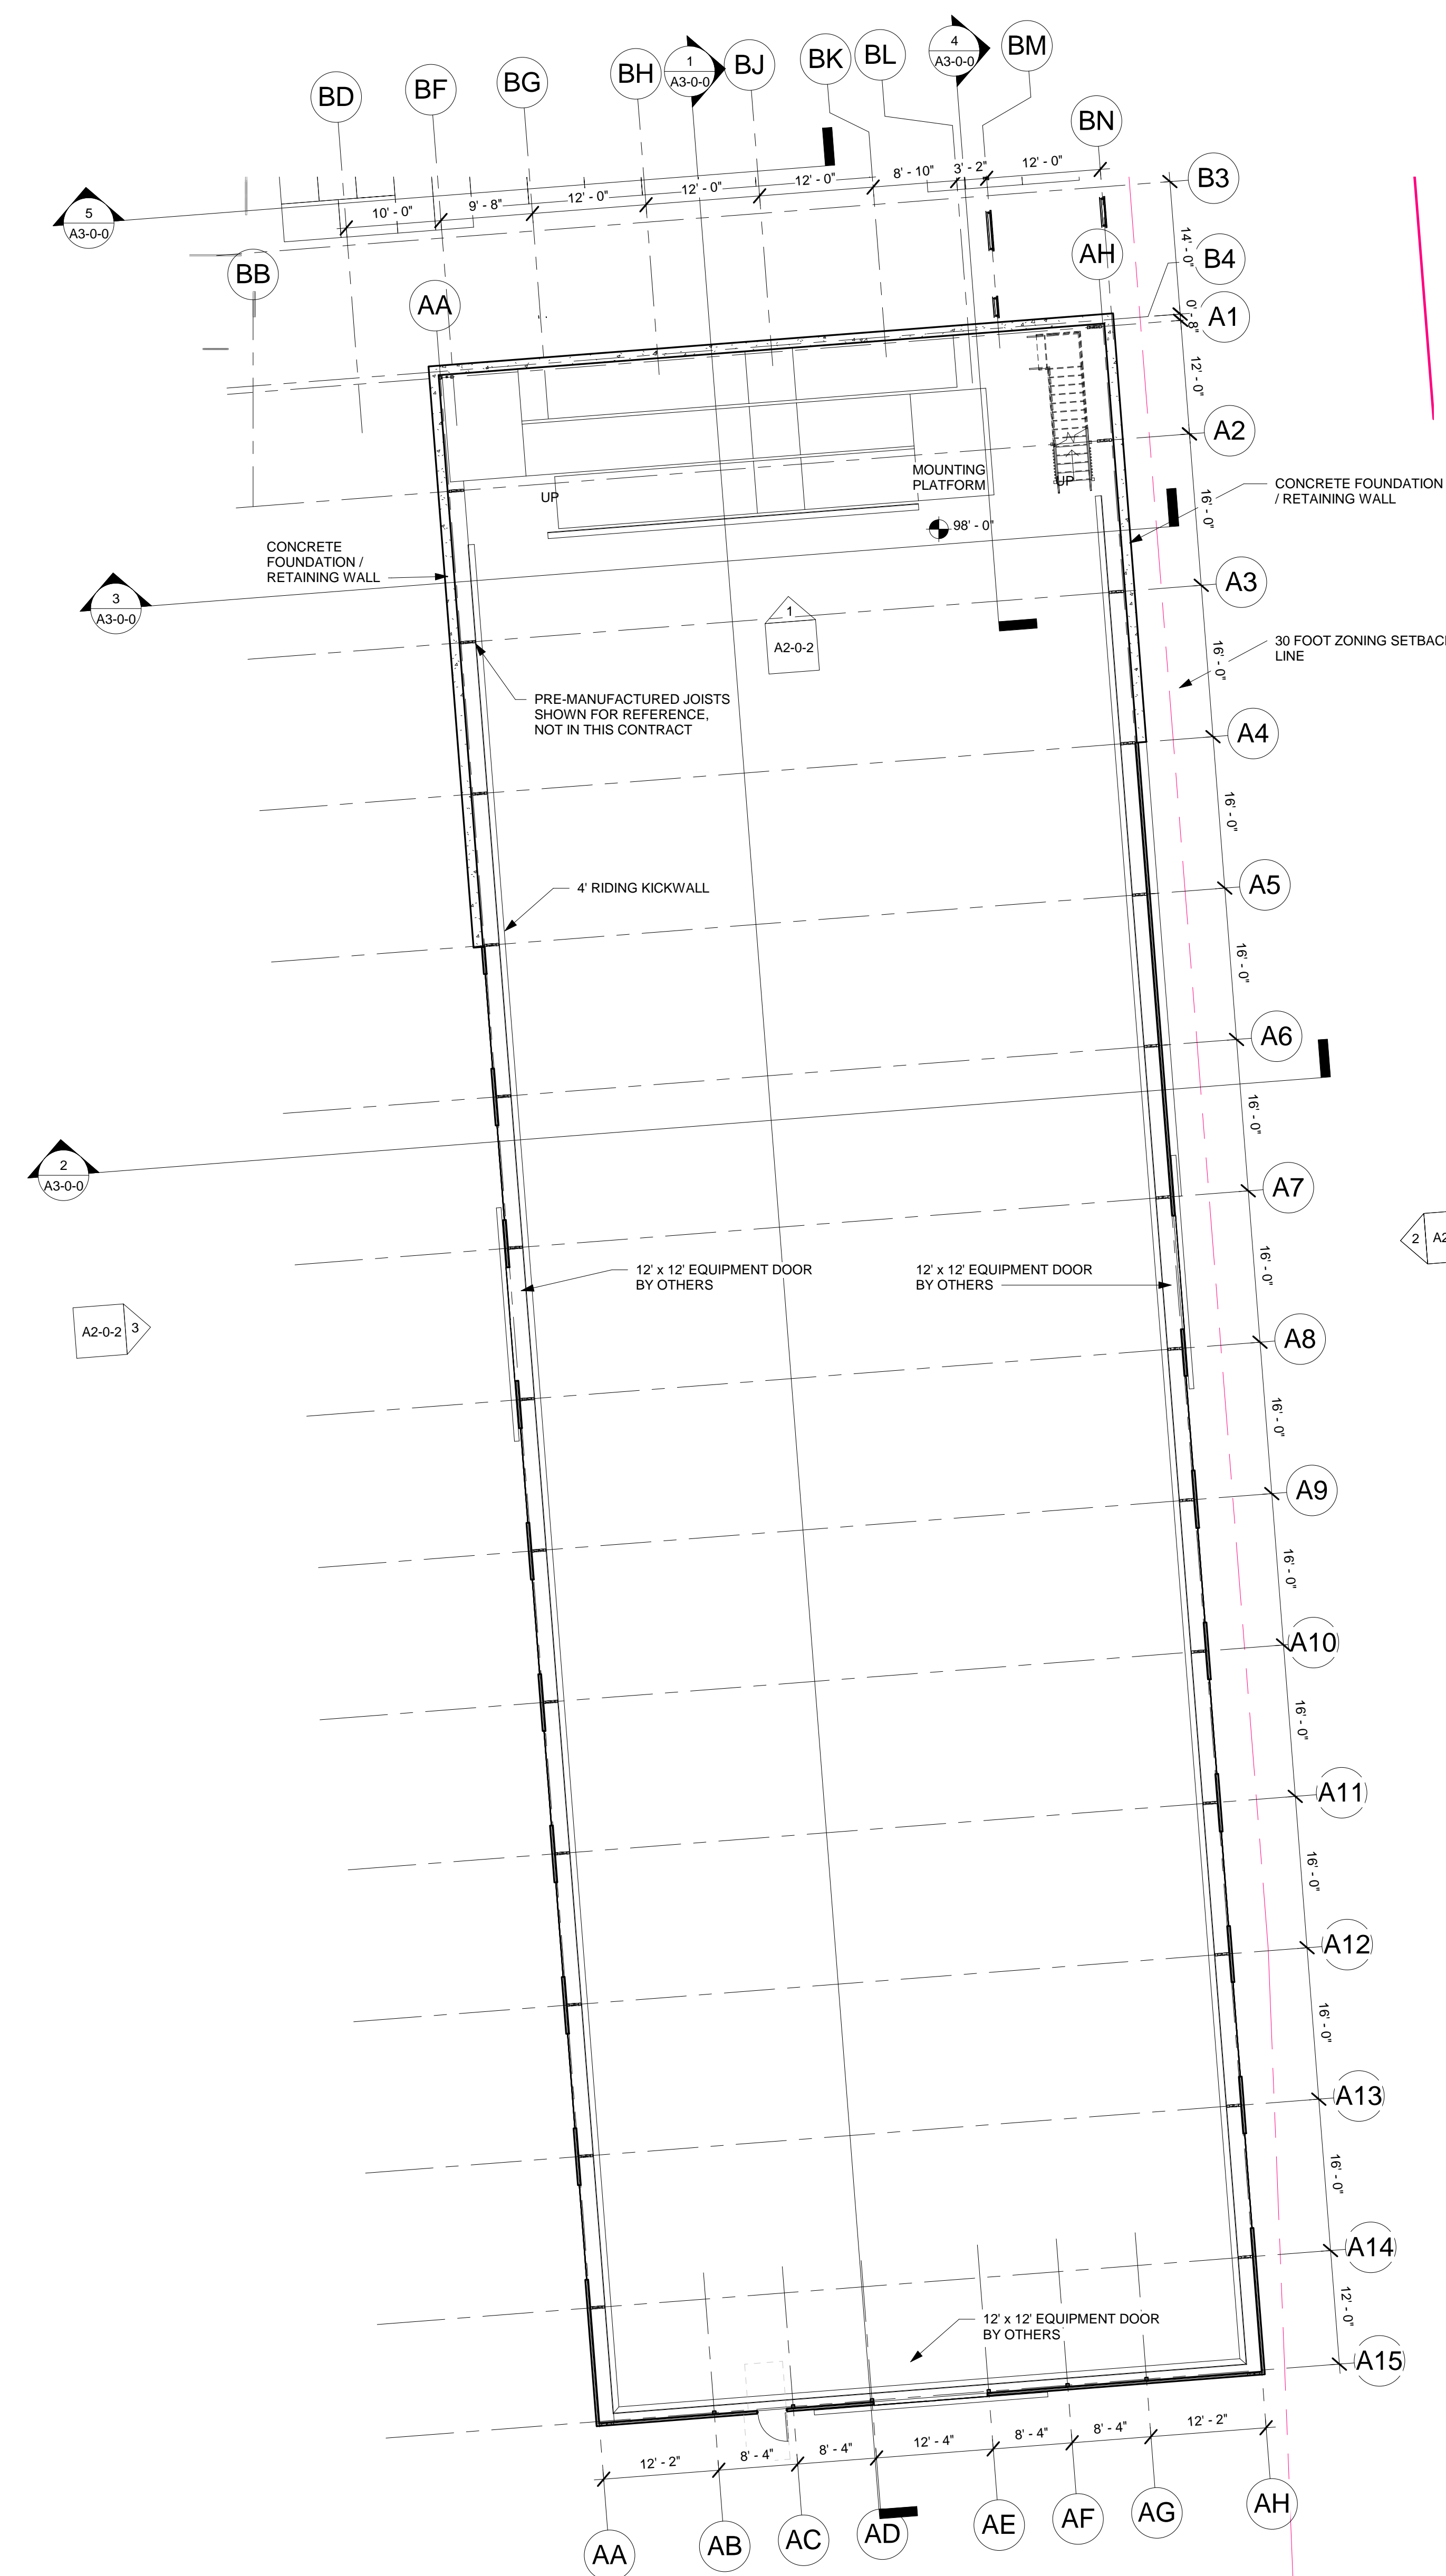 BD
BF
BG
BH
1
A3-0-0
BJ
BK
BL
4
A3-0-0
BM
BN
B3
5
A3-0-0
10' - 0"
9' - 8"
12' - 0"
12' - 0"
12' - 0"
8' - 10"
3' - 2"
12' - 0"
14' - 0"
BB
AA
AH
B4
0' - 8"
A1
12' - 0"
A2
UP
MOUNTING
PLATFORM
UP
98' - 0"
CONCRETE FOUNDATION
/ RETAINING WALL
16' - 0"
CONCRETE
FOUNDATION /
RETAINING WALL
3
A3-0-0
A3
1
A2-0-2
30 FOOT ZONING SETBACK
LINE
16' - 0"
PRE-MANUFACTURED JOISTS
SHOWN FOR REFERENCE,
NOT IN THIS CONTRACT
A4
16' - 0"
4' RIDING KICKWALL
A5
16' - 0"
A6
16' - 0"
2
A3-0-0
A7
16' - 0"
2
12' x 12' EQUIPMENT DOOR
BY OTHERS
12' x 12' EQUIPMENT DOOR
BY OTHERS
A2-0-2
3
A8
16' - 0"
A9
16' - 0"
A10
16' - 0"
A11
16' - 0"
A12
16' - 0"
A13
16' - 0"
A14
12' - 0"
12' x 12' EQUIPMENT DOOR
BY OTHERS
A15
12' - 2"
8' - 4"
8' - 4"
12' - 4"
8' - 4"
8' - 4"
12' - 2"
AA
AB
AC
AD
AE
AF
AG
AH